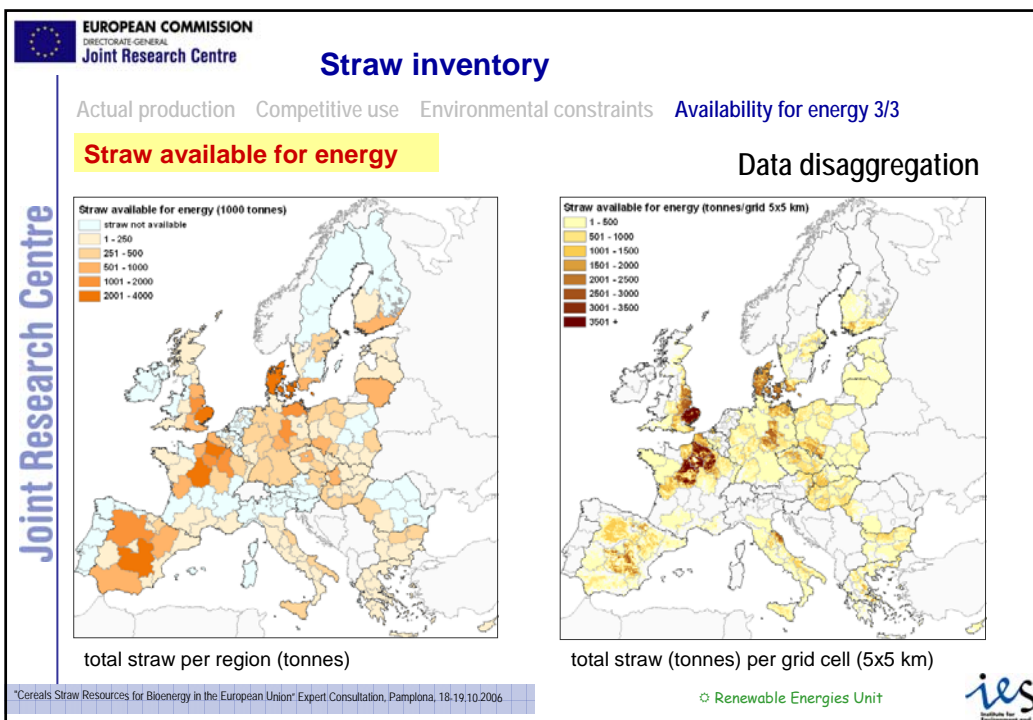 EUROPEAN COMMISSION
DIRECTORATE-GENERAL
Joint Research Centre
Straw inventory
Actual production Competitive use Environmental constraints Availability for energy 3/3
Straw available for energy
Data disaggregation
Joint Research Centre
Straw available for energy (1000 tonnes)
straw not available
1 - 250
251 - 500
501 - 1000
1001 - 2000
2001 - 4000
Straw available for energy (tonnes/grid 5x5 km)
1 - 500
501 - 1000
1001 - 1500
1501 - 2000
2001 - 2500
2501 - 3000
3001 - 3500
3501 +
total straw per region (tonnes)
total straw (tonnes) per grid cell (5x5 km)
"Cereals Straw Resources for Bioenergy in the European Union" Expert Consultation, Pamplona, 18-19.10.2006
Renewable Energies Unit
ies
Institute for